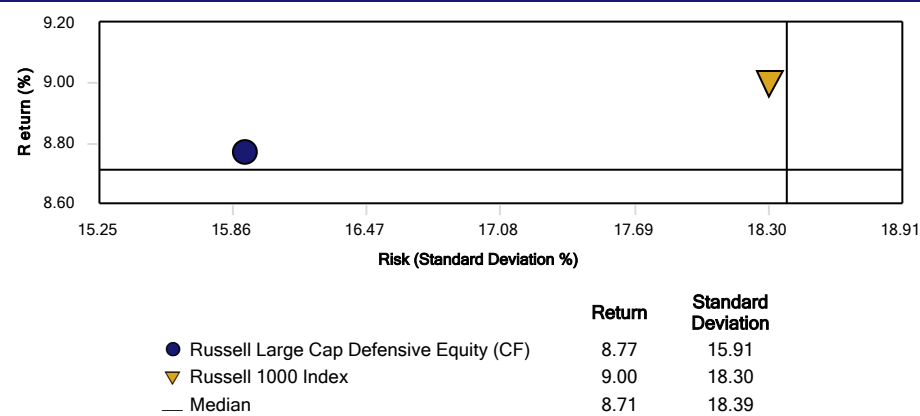 9.20
9.00
8.80
8.60
Return (%)
15.25 15.86 16.47 17.08 17.69 18.30 18.91
Risk (Standard Deviation %)
Return Standard Deviation
Russell Large Cap Defensive Equity (CF) 8.77 15.91
Russell 1000 Index 9.00 18.30
Median 8.71 18.39